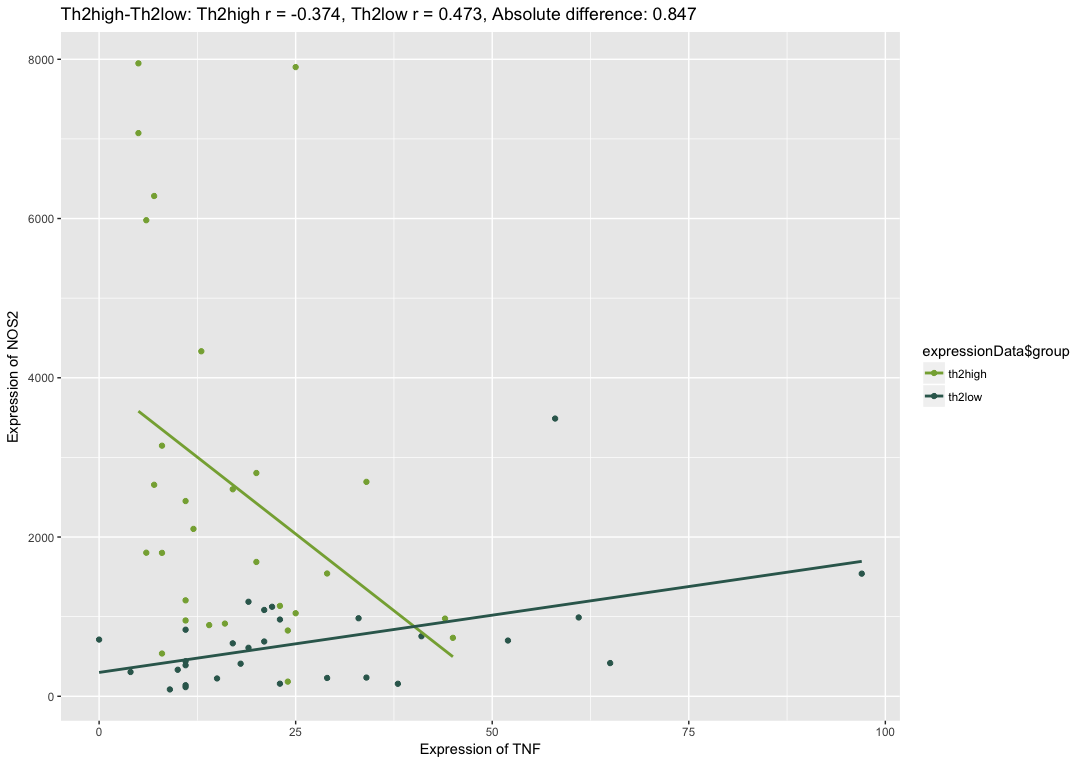 Th2high-Th2low: Th2high r = -0.374, Th2low r = 0.473, Absolute difference: 0.847
8000
6000
4000
2000
0
Expression of NOS2
0 25 50 75 100
Expression of TNF
expressionData$group
th2high
th2low